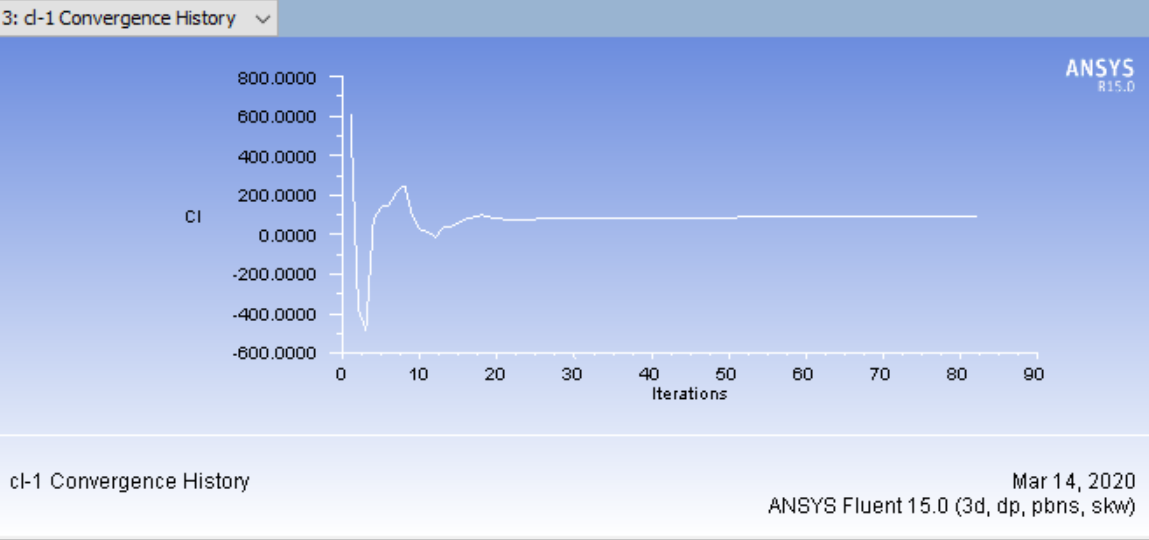 3: cl-1 Convergence History
ANSYS
R15.0
800.0000
600.0000
400.0000
200.0000
0.0000
-200.0000
-400.0000
-600.0000
Cl
0 10 20 30 40 50 60 70 80 90
Iterations
cl-1 Convergence History
Mar 14, 2020
ANSYS Fluent 15.0 (3d, dp, pbns, skw)